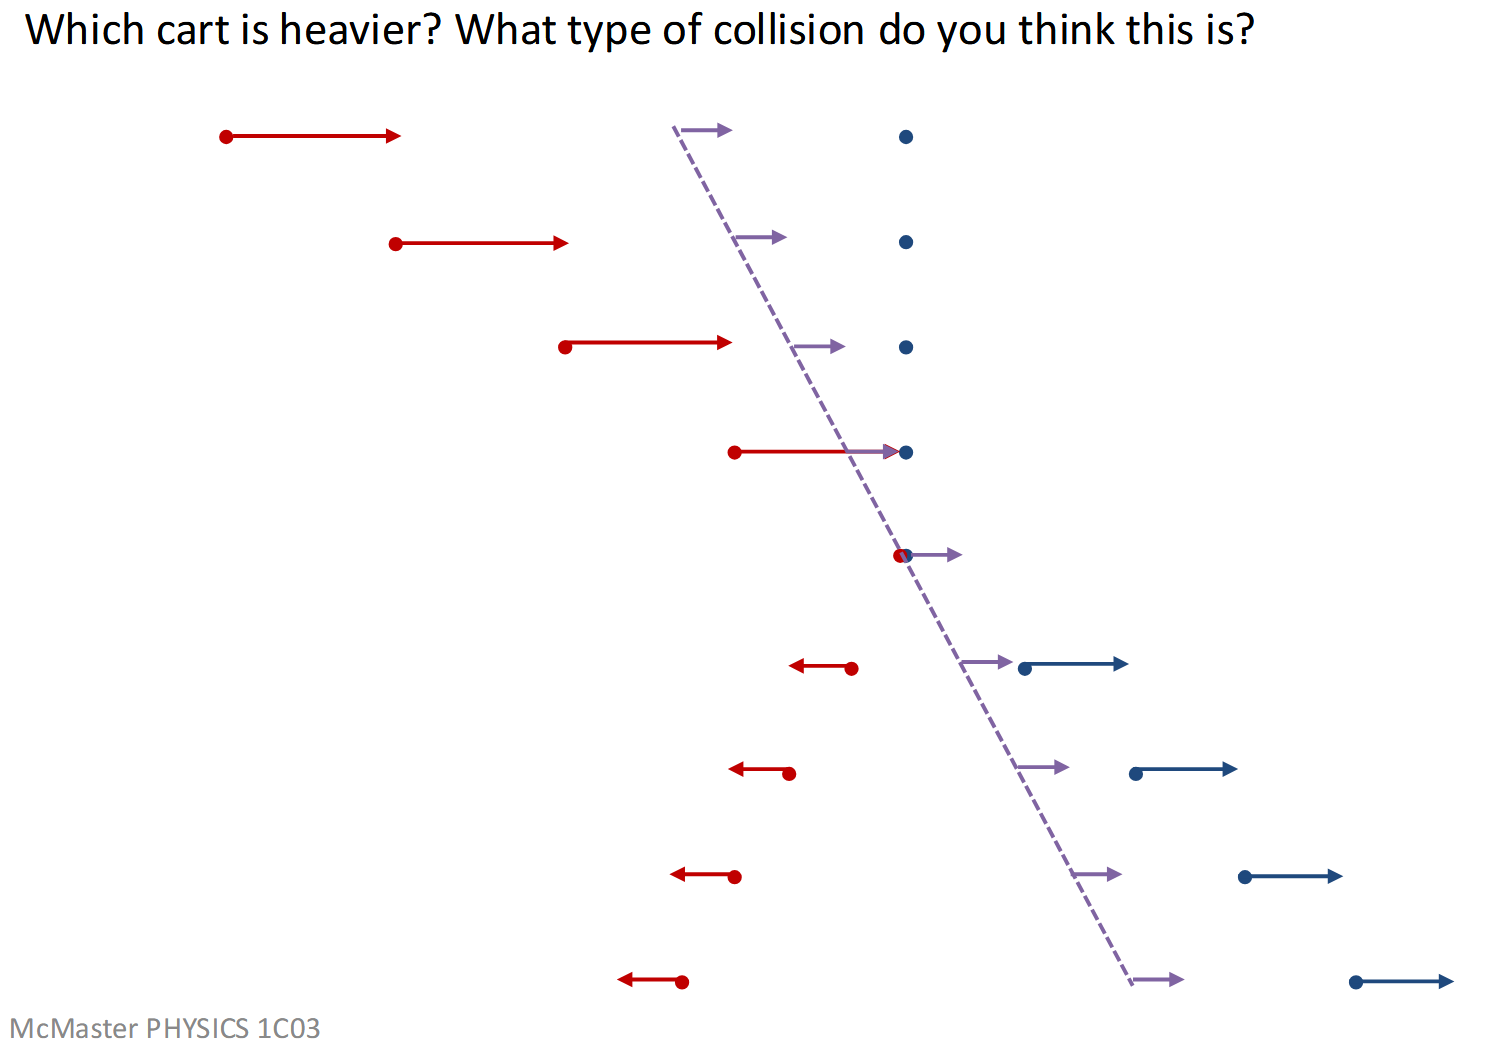 Which cart is heavier? What type of collision do you think this is?
McMaster PHYSICS 1C03